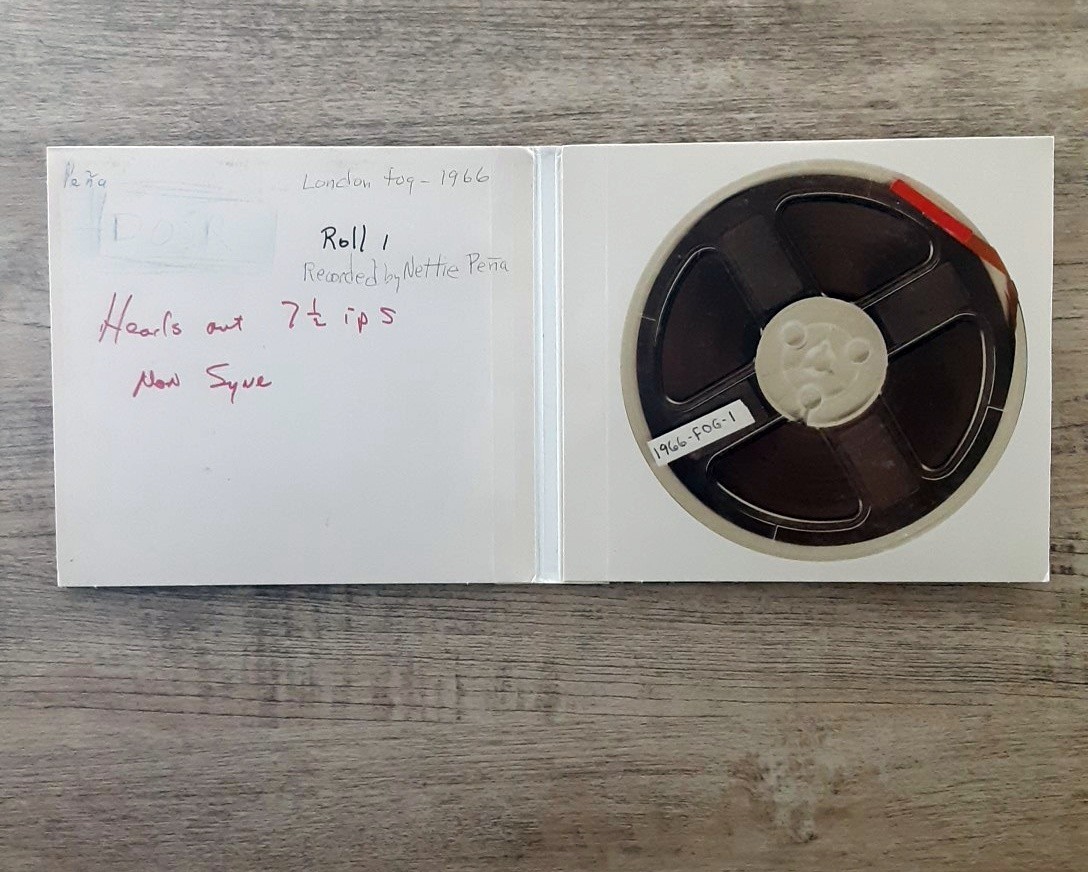 Peña
London fog - 1966
DOOR
Roll 1
Recorded by Nettie Peña
Heads out 7½ ips
Non Sync
1966-FOG-1